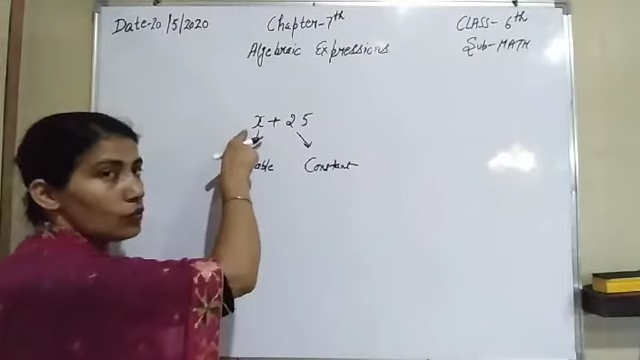 Date-20/5/2020 Chapter-7th CLASS-6th
Algebraic Expressions Sub-MATH
x + 25
Constant